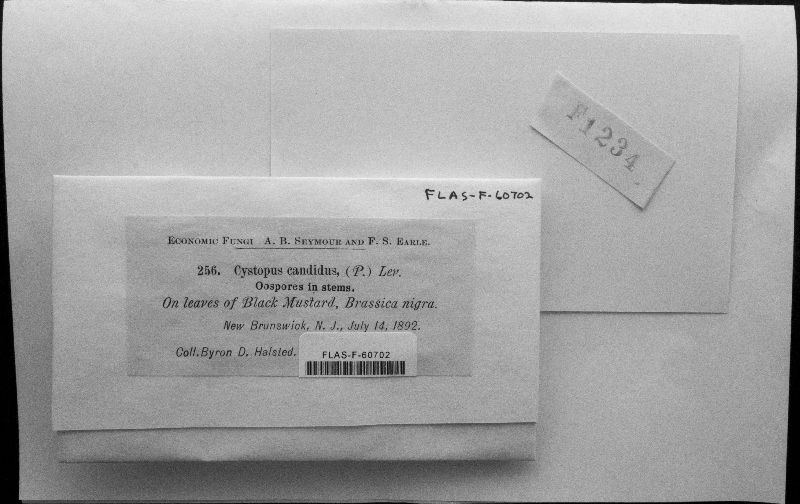 F1234.
FLAS-F-60702
ECONOMIC FUNGI A. B. SEYMOUR AND F. S. EARLE.
256. Cystopus candidus, (P.) Lev.
Oospores in stems.
On leaves of Black Mustard, Brassica nigra.
New Brunswick, N. J., July 14, 1892.
Coll. Byron D. Halsted.
FLAS-F-60702